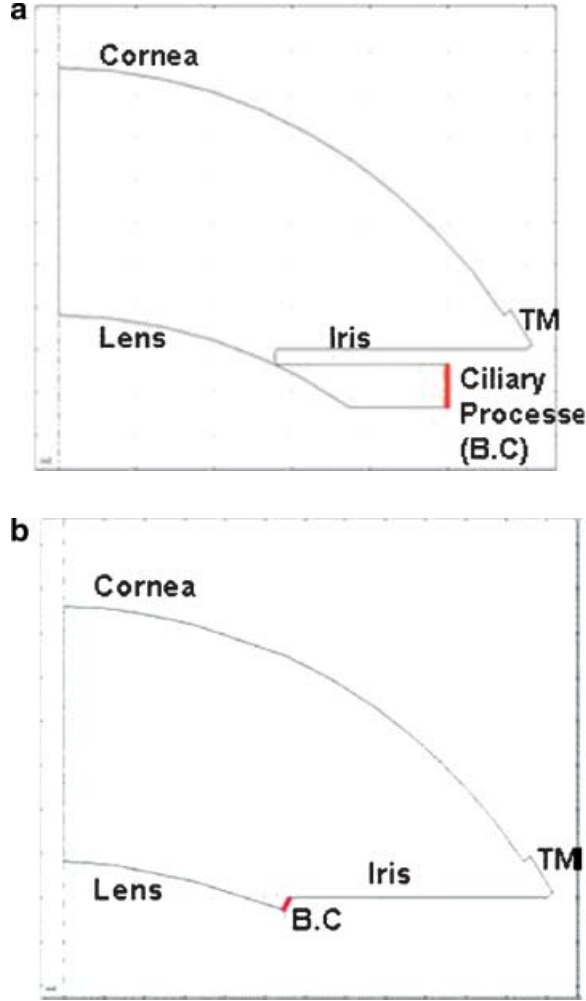 a
Cornea
TM
Lens
Iris
Ciliary
Processe
(B.C)
b
Cornea
TM
Iris
Lens
B.C